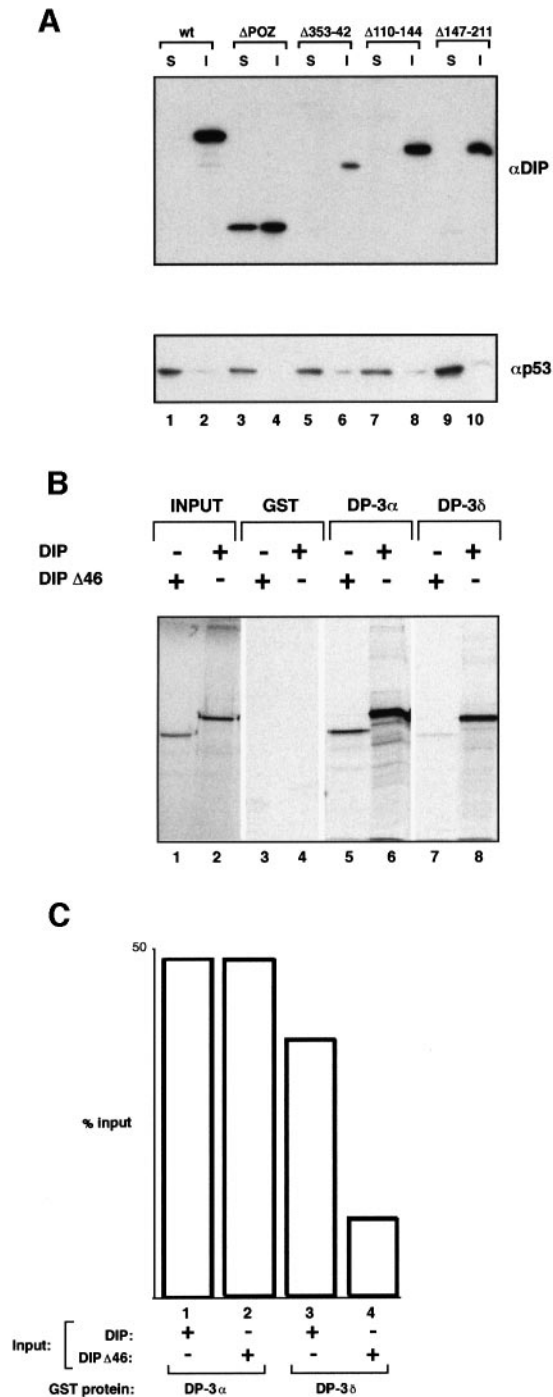 A
wt ΔPOZ Δ353-42 Δ110-144 Δ147-211
S I S I S I S I S I
αDIP
αp53
1 2 3 4 5 6 7 8 9 10
B
INPUT GST DP-3α DP-3δ
DIP - + - + - + - +
DIP Δ46 + - + - + - + -
1 2 3 4 5 6 7 8
C
50
% input
1 2 3 4
Input: DIP: + - + -
DIP Δ46: - + - +
GST protein: DP-3α DP-3δ